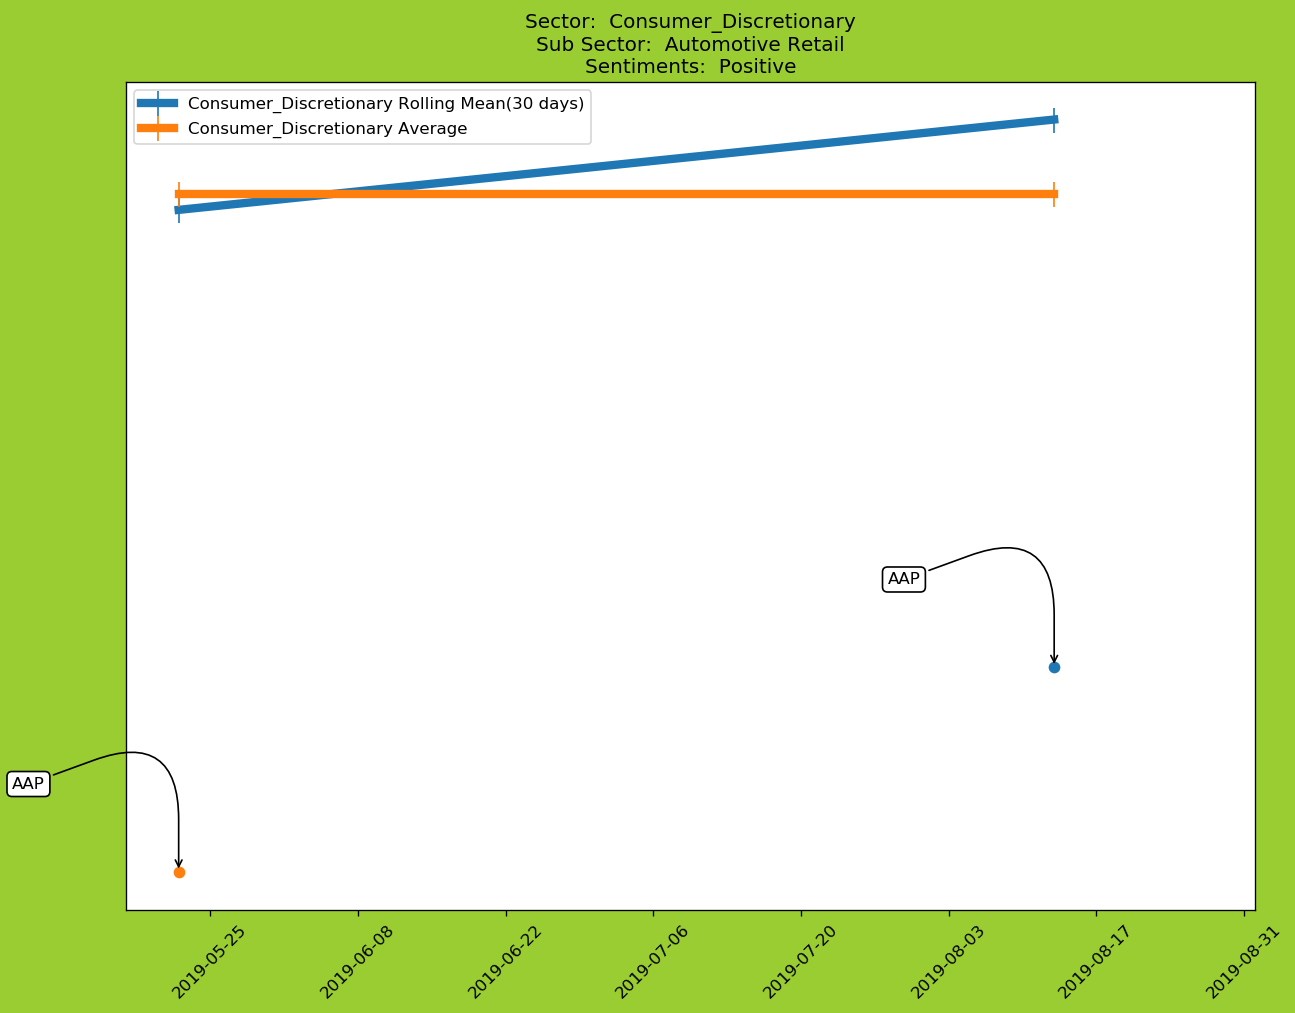 Sector:  Consumer_Discretionary
Sub Sector:  Automotive Retail
Sentiments:  Positive
Consumer_Discretionary Rolling Mean(30 days)
Consumer_Discretionary Average
AAP
AAP
2019-05-25
2019-06-08
2019-06-22
2019-07-06
2019-07-20
2019-08-03
2019-08-17
2019-08-31